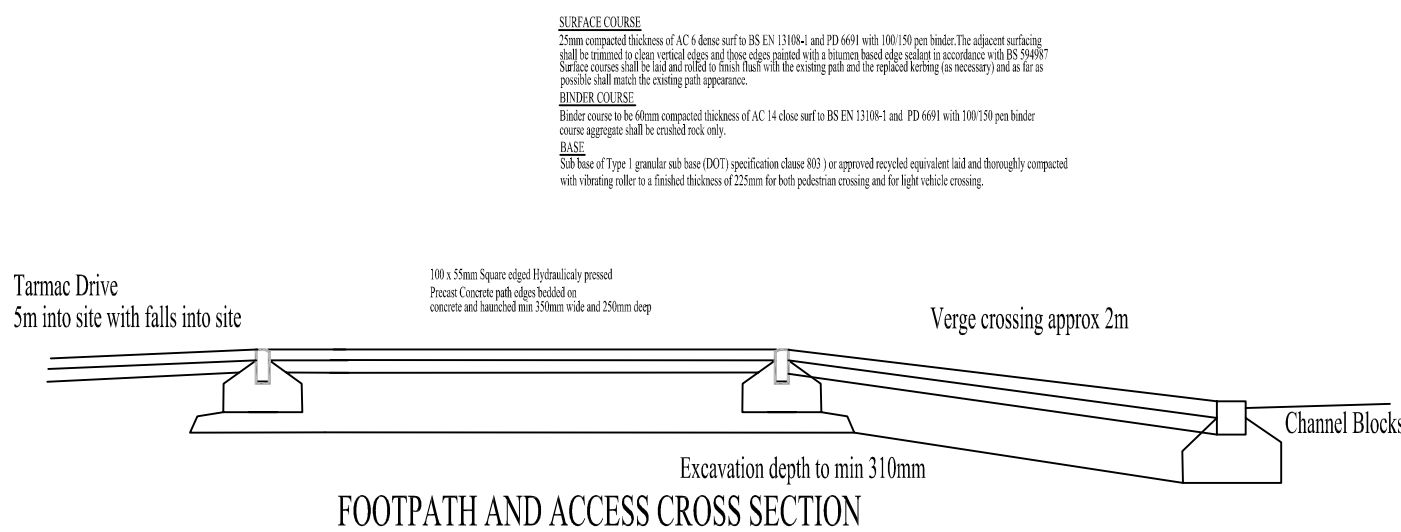 SURFACE COURSE
25mm compacted thickness of AC 6 dense surf to BS EN 13108-1 and PD 6691 with 100/150 pen binder.The adjacent surfacing
shall be trimmed to clean vertical edges and those edges painted with a bitumen based edge sealant in accordance with BS 594987
Surface courses shall be laid and rolled to finish flush with the existing path and the replaced kerbing (as necessary) and as far as
possible shall match the existing path appearance.
BINDER COURSE
Binder course to be 60mm compacted thickness of AC 14 close surf to BS EN 13108-1 and PD 6691 with 100/150 pen binder
course aggregate shall be crushed rock only.
BASE
Sub base of Type 1 granular sub base (DOT) specification clause 803 ) or approved recycled equivalent laid and thoroughly compacted
with vibrating roller to a finished thickness of 225mm for both pedestrian crossing and for light vehicle crossing.
Tarmac Drive
5m into site with falls into site
100 x 55mm Square edged Hydraulicaly pressed
Precast Concrete path edges bedded on
concrete and haunched min 350mm wide and 250mm deep
Verge crossing approx 2m
Channel Blocks
Excavation depth to min 310mm
FOOTPATH AND ACCESS CROSS SECTION